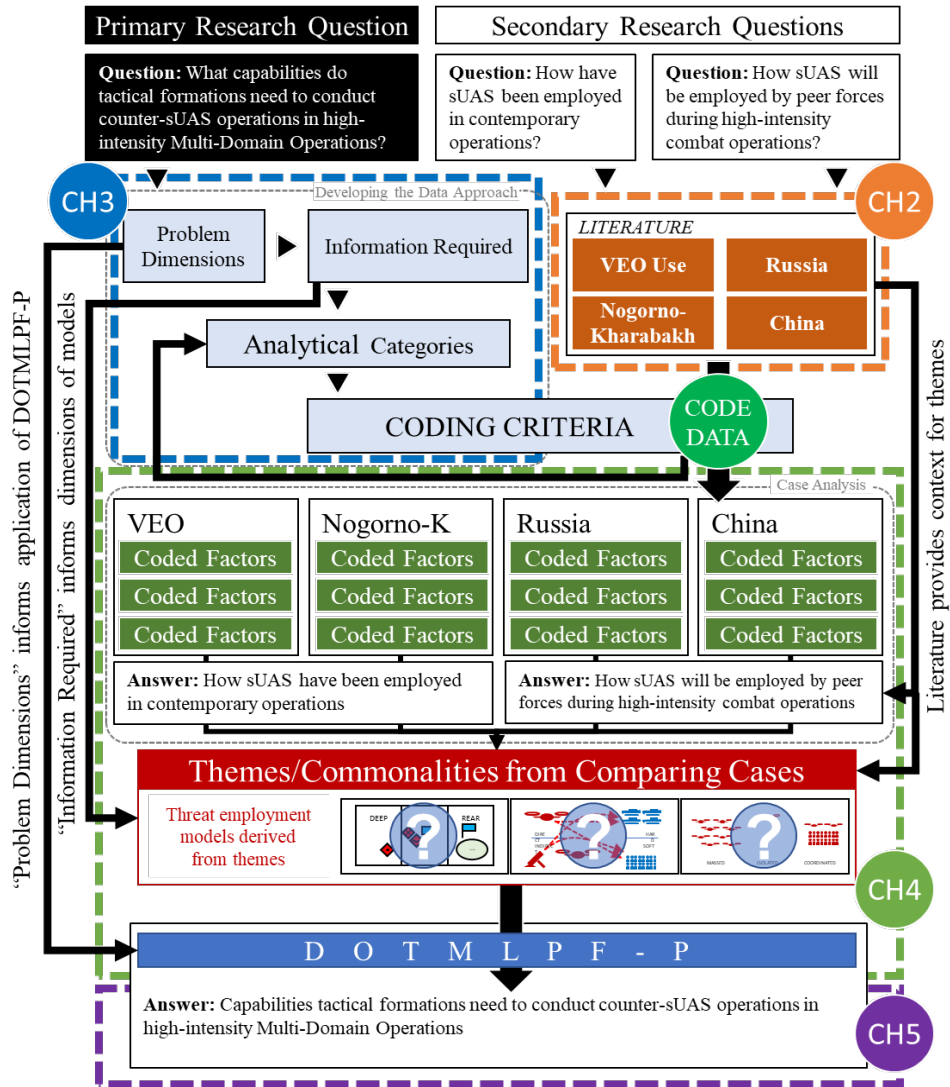 Primary Research Question
Secondary Research Questions
Question: What capabilities do
tactical formations need to conduct
counter-sUAS operations in high-
intensity Multi-Domain Operations?
Question: How have
sUAS been employed
in contemporary
operations?
Question: How sUAS will
be employed by peer forces
during high-intensity
combat operations?
CH3
Developing the Data Approach
CH2
Problem
Dimensions
Information Required
LITERATURE
VEO Use
Russia
Nogorno-
Kharabakh
China
Analytical Categories
CODING CRITERIA
CODE
DATA
"Problem Dimensions" informs application of DOTMLPF-P
"Information Required" informs dimensions of models
Literature provides context for themes
Case Analysis
VEO
Nogorno-K
Russia
China
Coded Factors
Coded Factors
Coded Factors
Coded Factors
Coded Factors
Coded Factors
Coded Factors
Coded Factors
Coded Factors
Coded Factors
Coded Factors
Coded Factors
Answer: How sUAS have been employed
in contemporary operations
Answer: How sUAS will be employed by peer
forces during high-intensity combat operations
Themes/Commonalities from Comparing Cases
Threat employment
models derived
from themes
DEEP
REAR
?
?
?
MASSED
COORDINATED
CH4
D O T M L P F - P
Answer: Capabilities tactical formations need to conduct counter-sUAS operations in
high-intensity Multi-Domain Operations
CH5